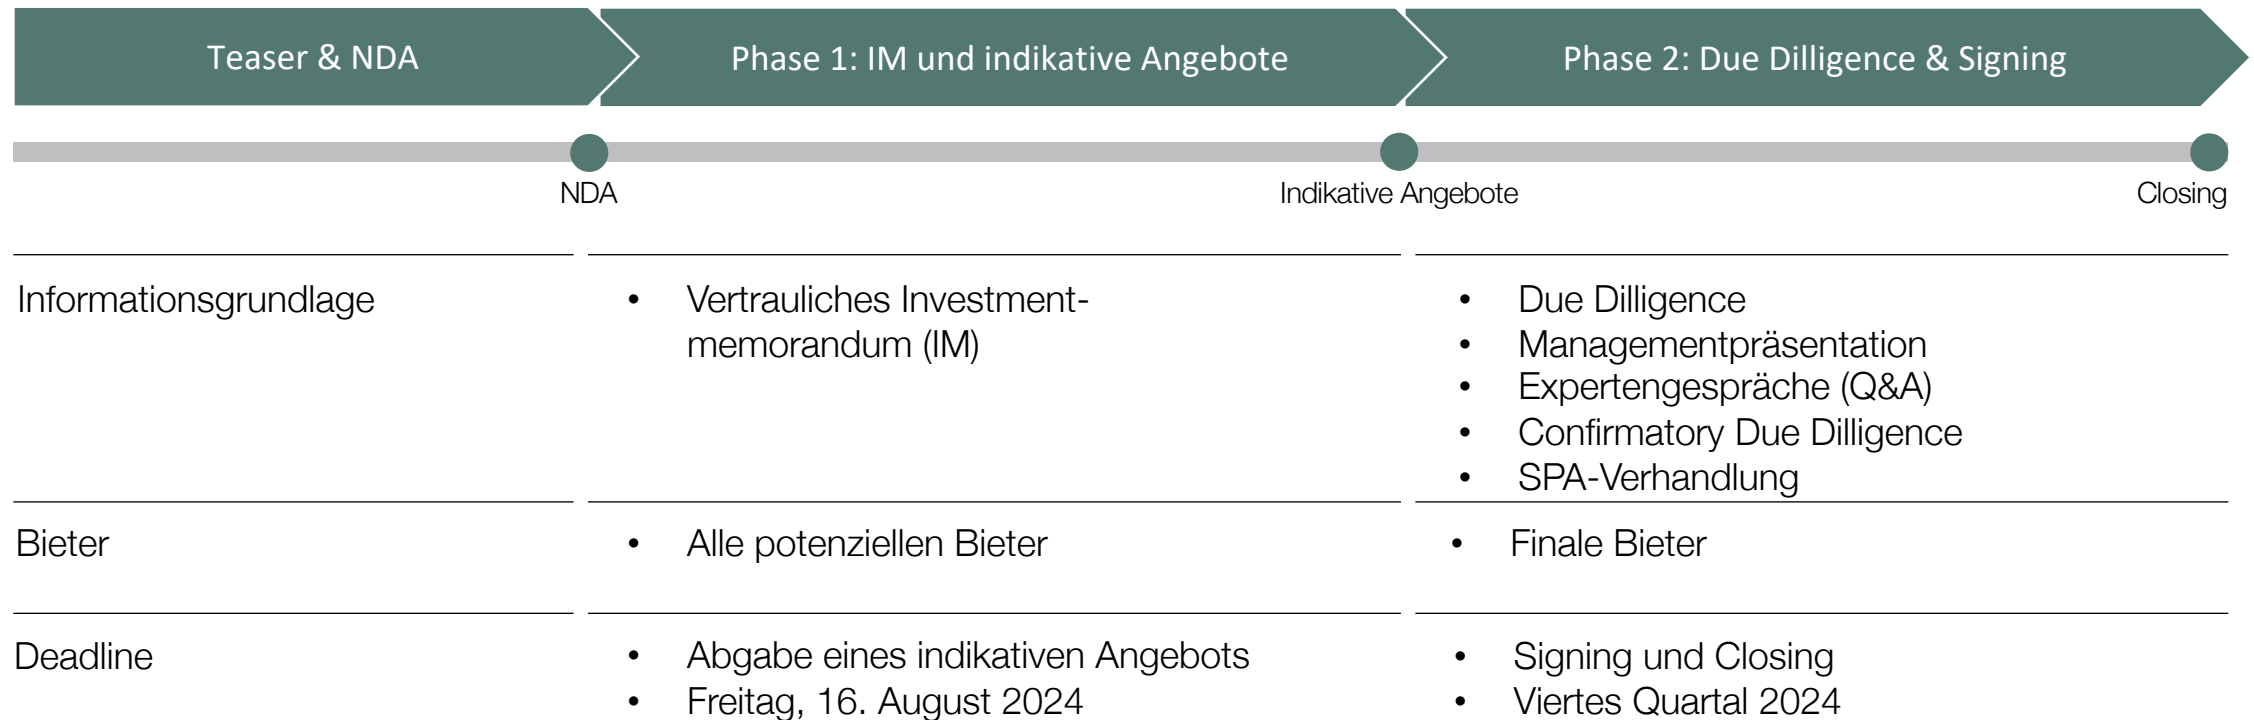 Teaser & NDA
Phase 1: IM und indikative Angebote
Phase 2: Due Dilligence & Signing
NDA
Indikative Angebote
Closing
Informationsgrundlage
• Vertrauliches Investment-
memorandum (IM)
• Due Dilligence
• Managementpräsentation
• Expertengespräche (Q&A)
• Confirmatory Due Dilligence
• SPA-Verhandlung
Bieter
• Alle potenziellen Bieter
• Finale Bieter
Deadline
• Abgabe eines indikativen Angebots
• Freitag, 16. August 2024
• Signing und Closing
• Viertes Quartal 2024